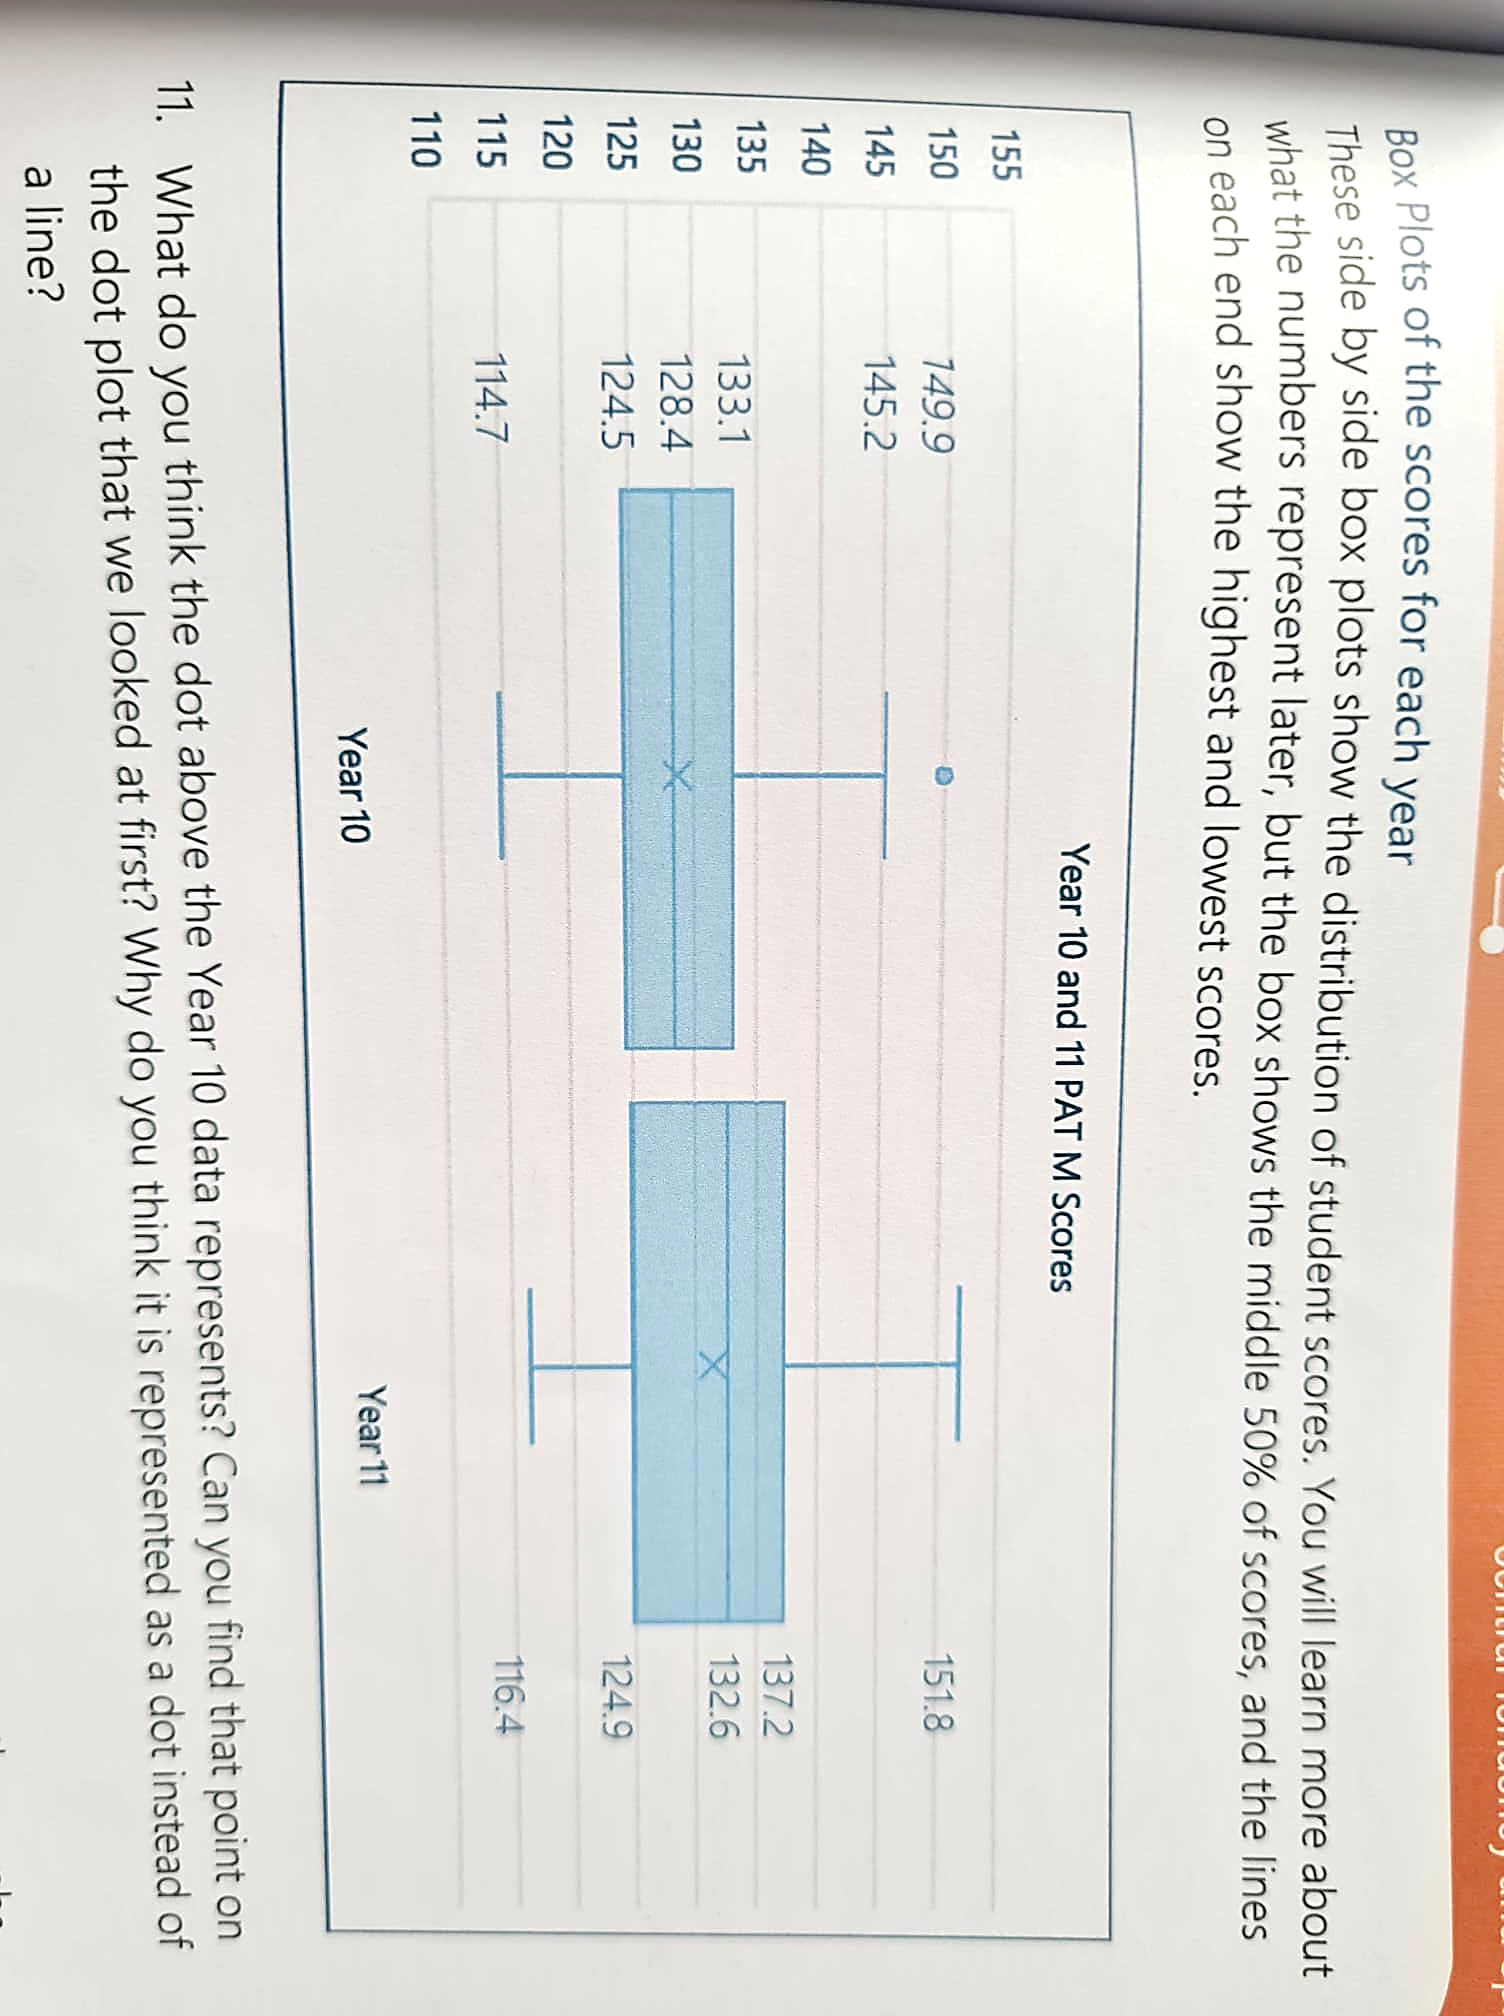 Box Plots of the scores for each year
These side by side box plots show the distribution of student scores. You will learn more about
what the numbers represent later, but the box shows the middle 50% of scores, and the lines
on each end show the highest and lowest scores.
Year 10 and 11 PAT M Scores
155
150
145
140
135
130
125
120
115
110
149.9
145.2
133.1
128.4
124.5
114.7
151.8
137.2
132.6
124.9
116.4
Year 10
Year 11
11. What do you think the dot above the Year 10 data represents? Can you find that point on
the dot plot that we looked at first? Why do you think it is represented as a dot instead of
a line?